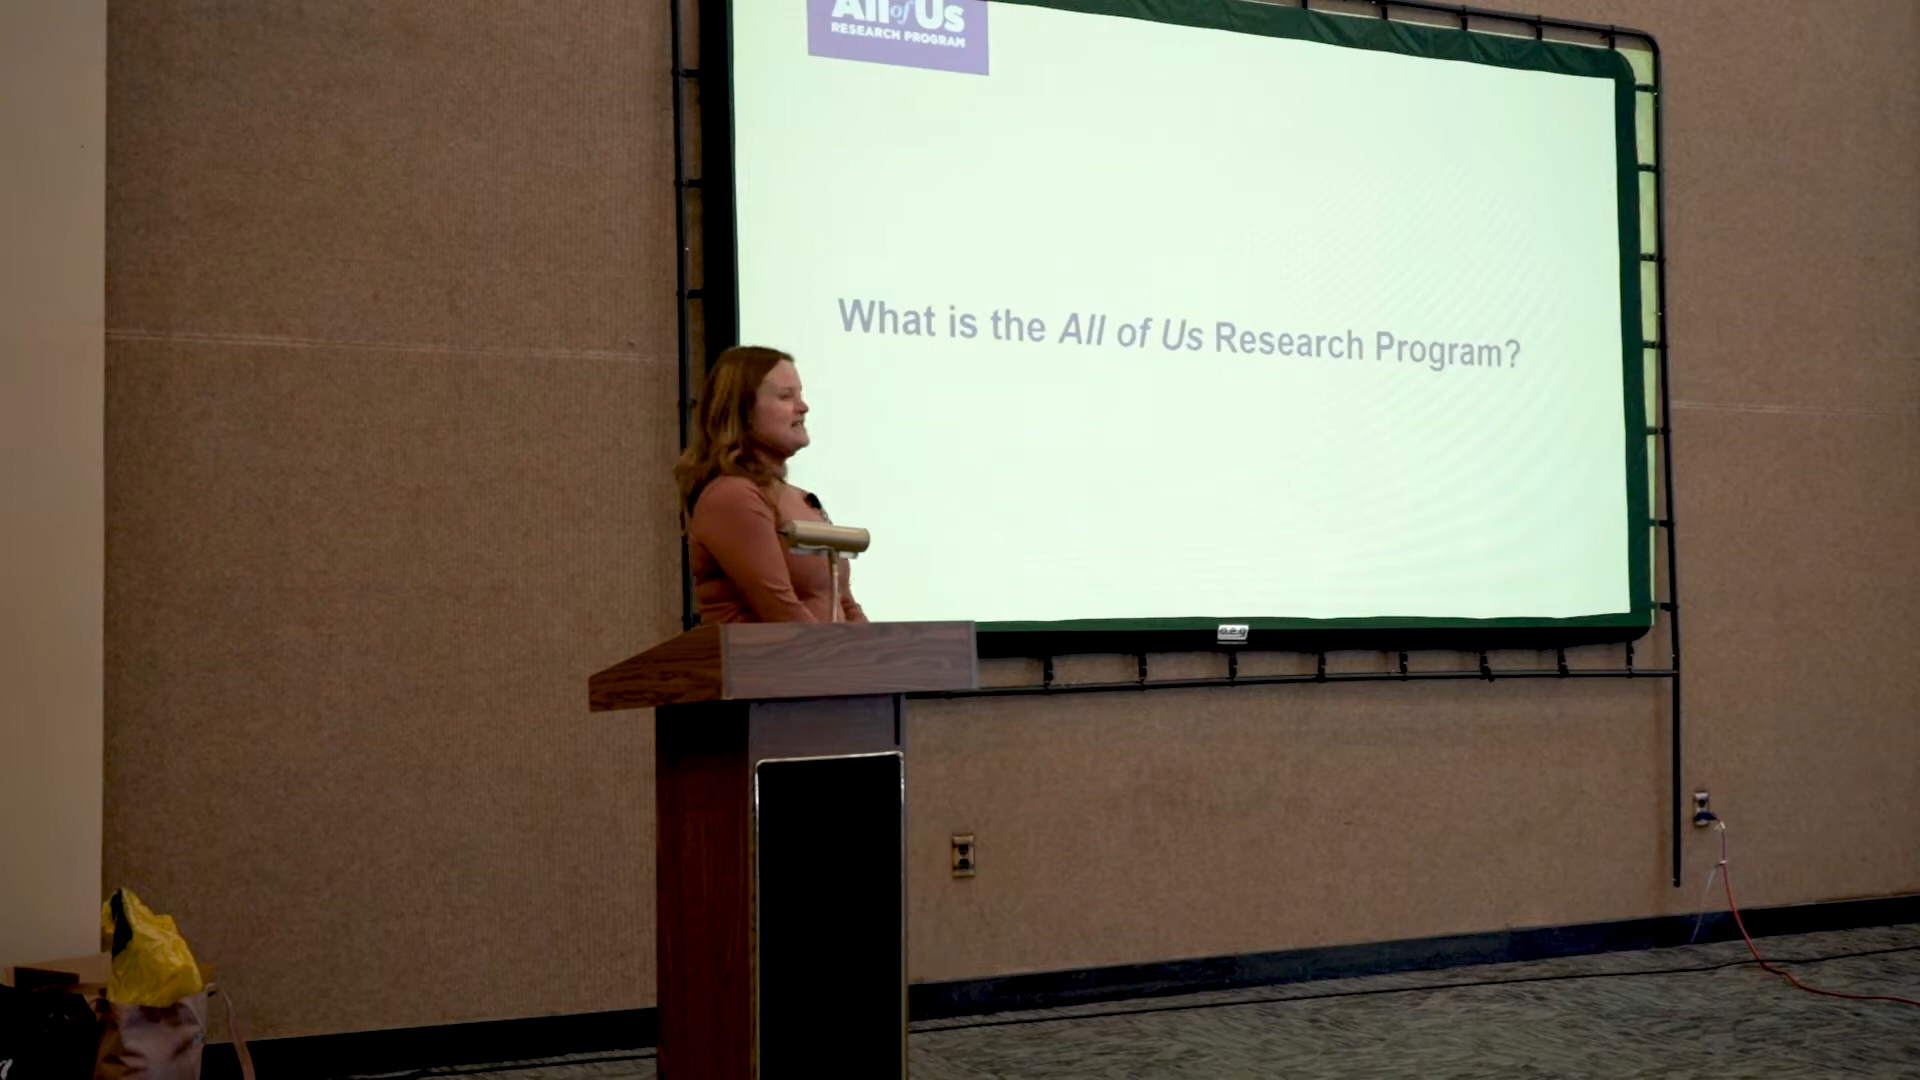 All of Us
RESEARCH PROGRAM
What is the All of Us Research Program?